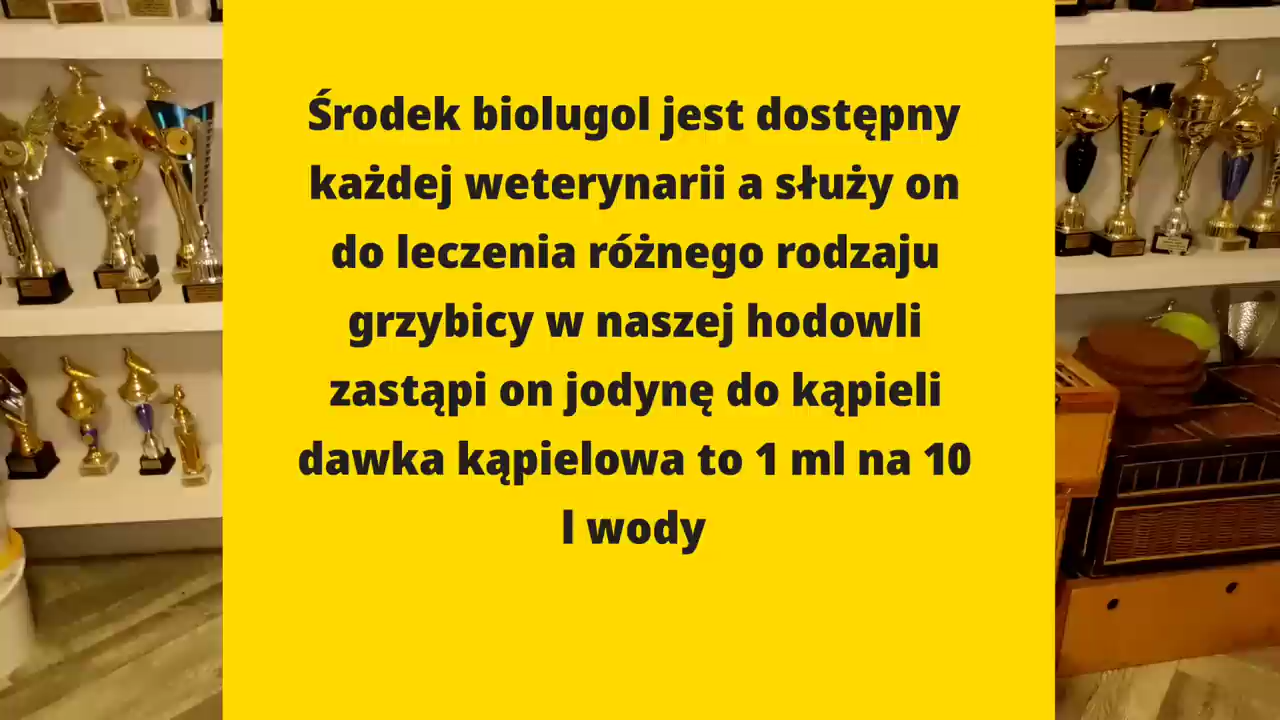 Środek biolugol jest dostępny
każdej weterynarii a służy on
do leczenia różnego rodzaju
grzybicy w naszej hodowli
zastąpi on jodynę do kąpieli
dawka kąpielowa to 1 ml na 10
l wody